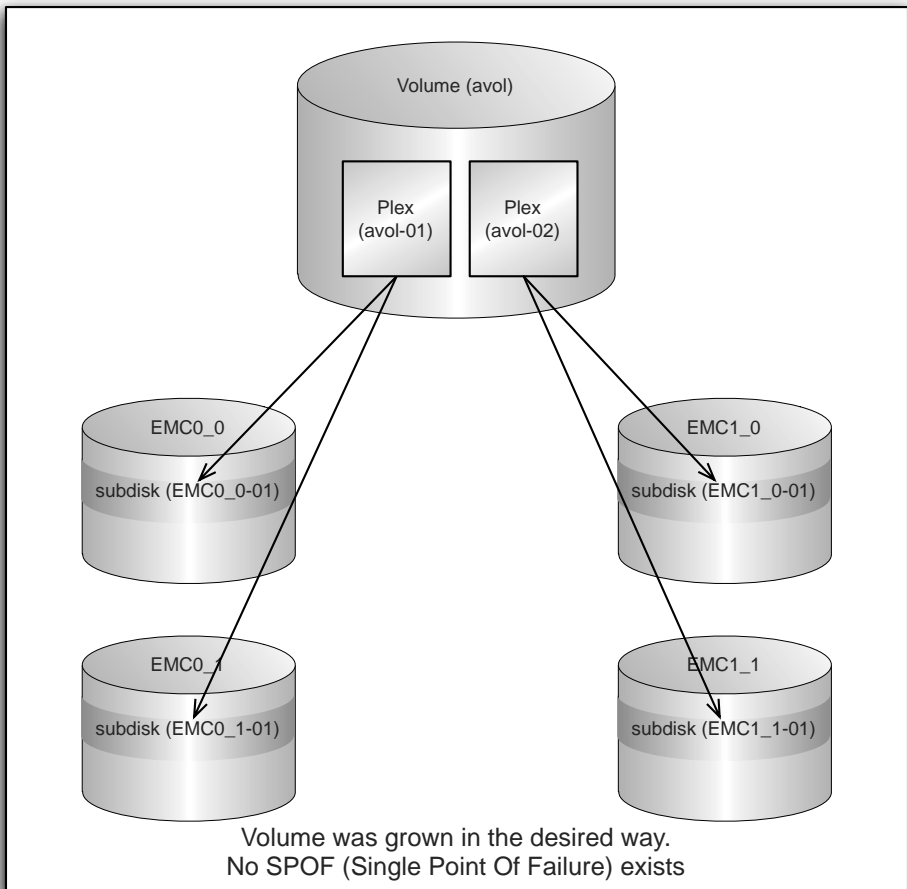 Volume (avol)
Plex
(avol-01)
Plex
(avol-02)
EMC0_0
subdisk (EMC0_0-01)
EMC1_0
subdisk (EMC1_0-01)
EMC0_1
subdisk (EMC0_1-01)
EMC1_1
subdisk (EMC1_1-01)
Volume was grown in the desired way.
No SPOF (Single Point Of Failure) exists